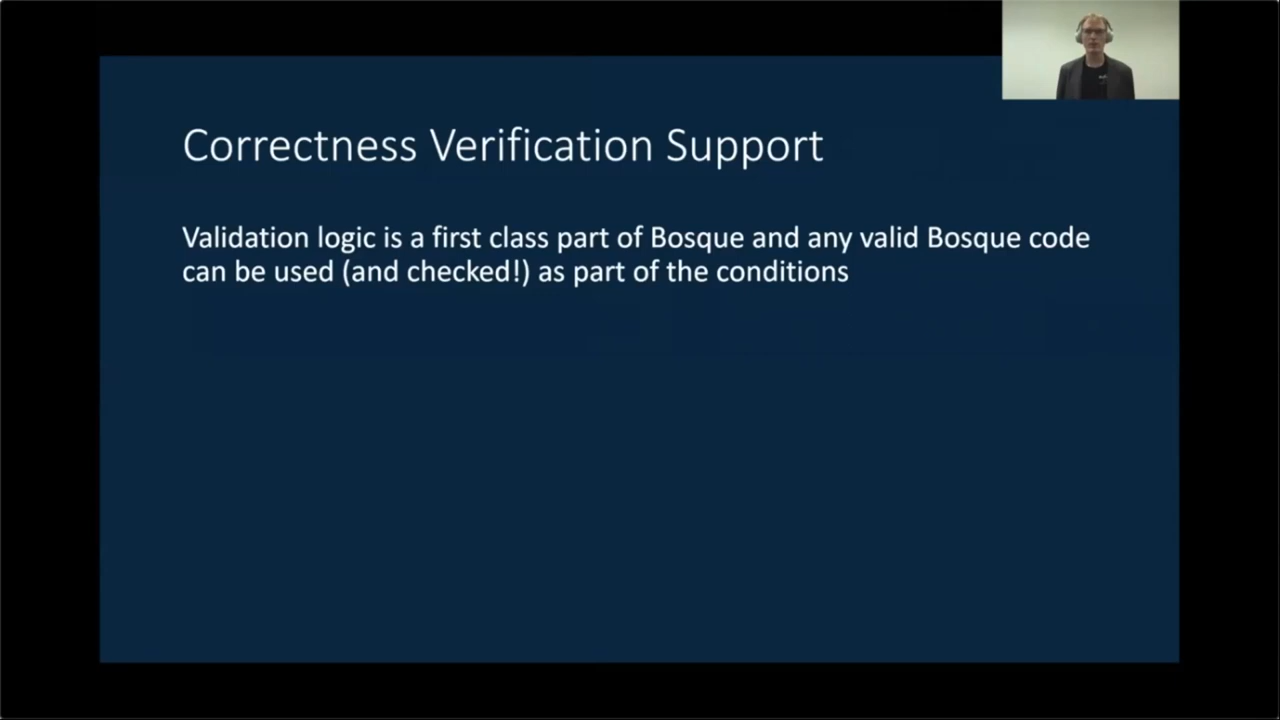 Correctness Verification Support
Validation logic is a first class part of Bosque and any valid Bosque code
can be used (and checked!) as part of the conditions